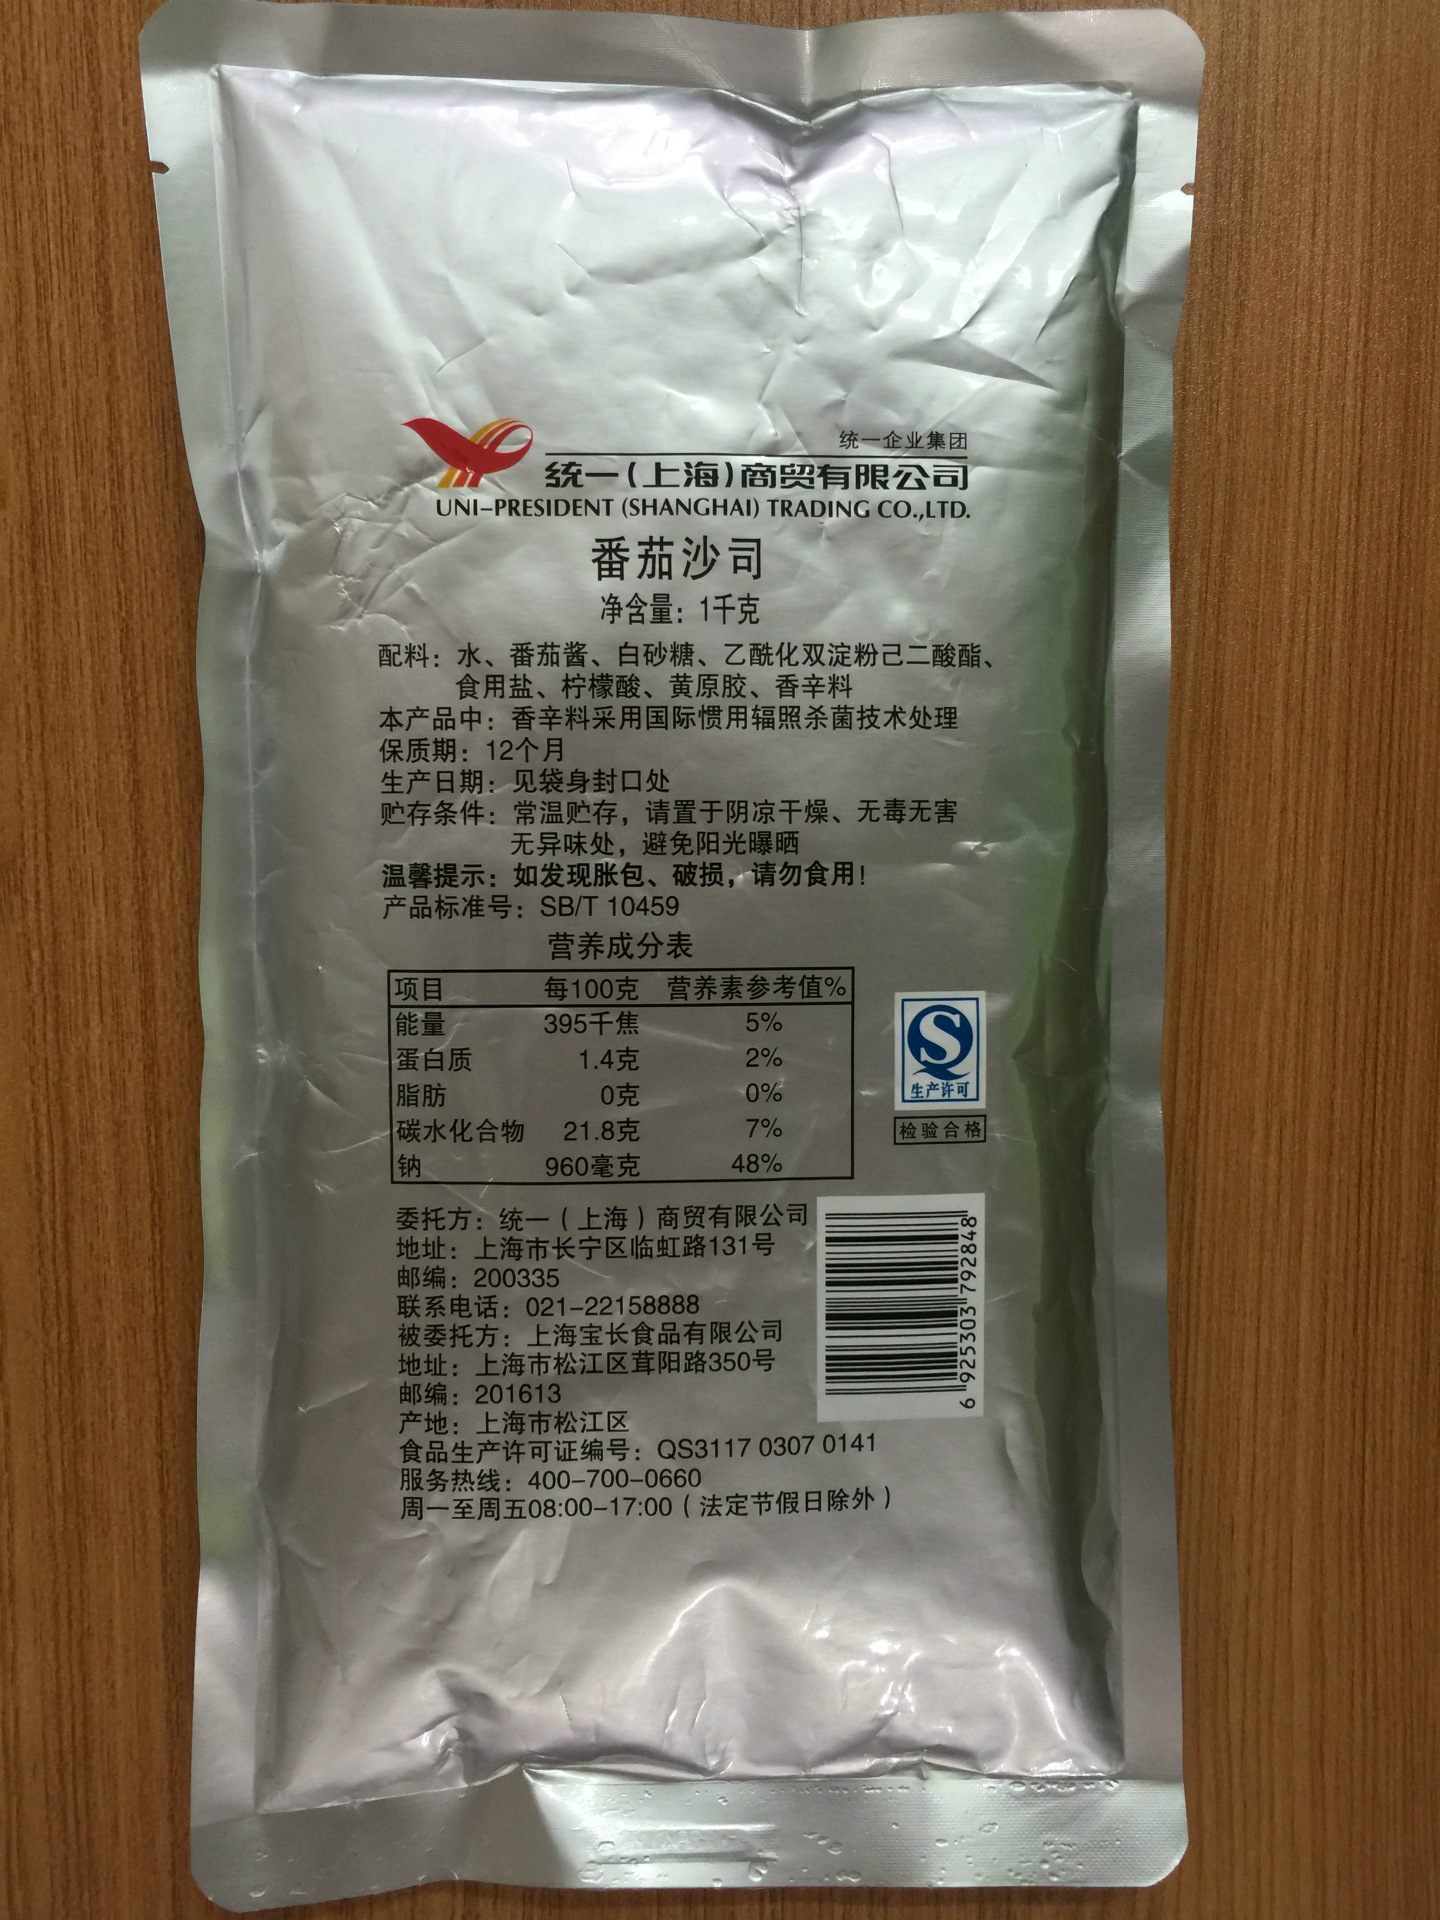 统一企业集团
统一(上海)商贸有限公司
UNI-PRESIDENT (SHANGHAI) TRADING CO.,LTD.
番茄沙司
净含量：1千克
配料：水、番茄酱、白砂糖、乙酰化双淀粉己二酸酯、
食用盐、柠檬酸、黄原胶、香辛料
本产品中：香辛料采用国际惯用辐照杀菌技术处理
保质期：12个月
生产日期：见袋身封口处
贮存条件：常温贮存，请置于阴凉干燥、无毒无害
无异味处，避免阳光曝晒
温馨提示：如发现胀包、破损，请勿食用！
产品标准号：SB/T 10459
营养成分表
项目 每100克 营养素参考值%
能量 395千焦 5%
蛋白质 1.4克 2%
脂肪 0克 0%
碳水化合物 21.8克 7%
钠 960毫克 48%
S
生产许可
检验合格
委托方：统一（上海）商贸有限公司
地址：上海市长宁区临虹路131号
邮编：200335
联系电话：021-22158888
被委托方：上海宝长食品有限公司
地址：上海市松江区茸阳路350号
邮编：201613
产地：上海市松江区
食品生产许可证编号：QS3117 0307 0141
服务热线：400-700-0660
周一至周五08:00-17:00（法定节假日除外）
6 925303 792848